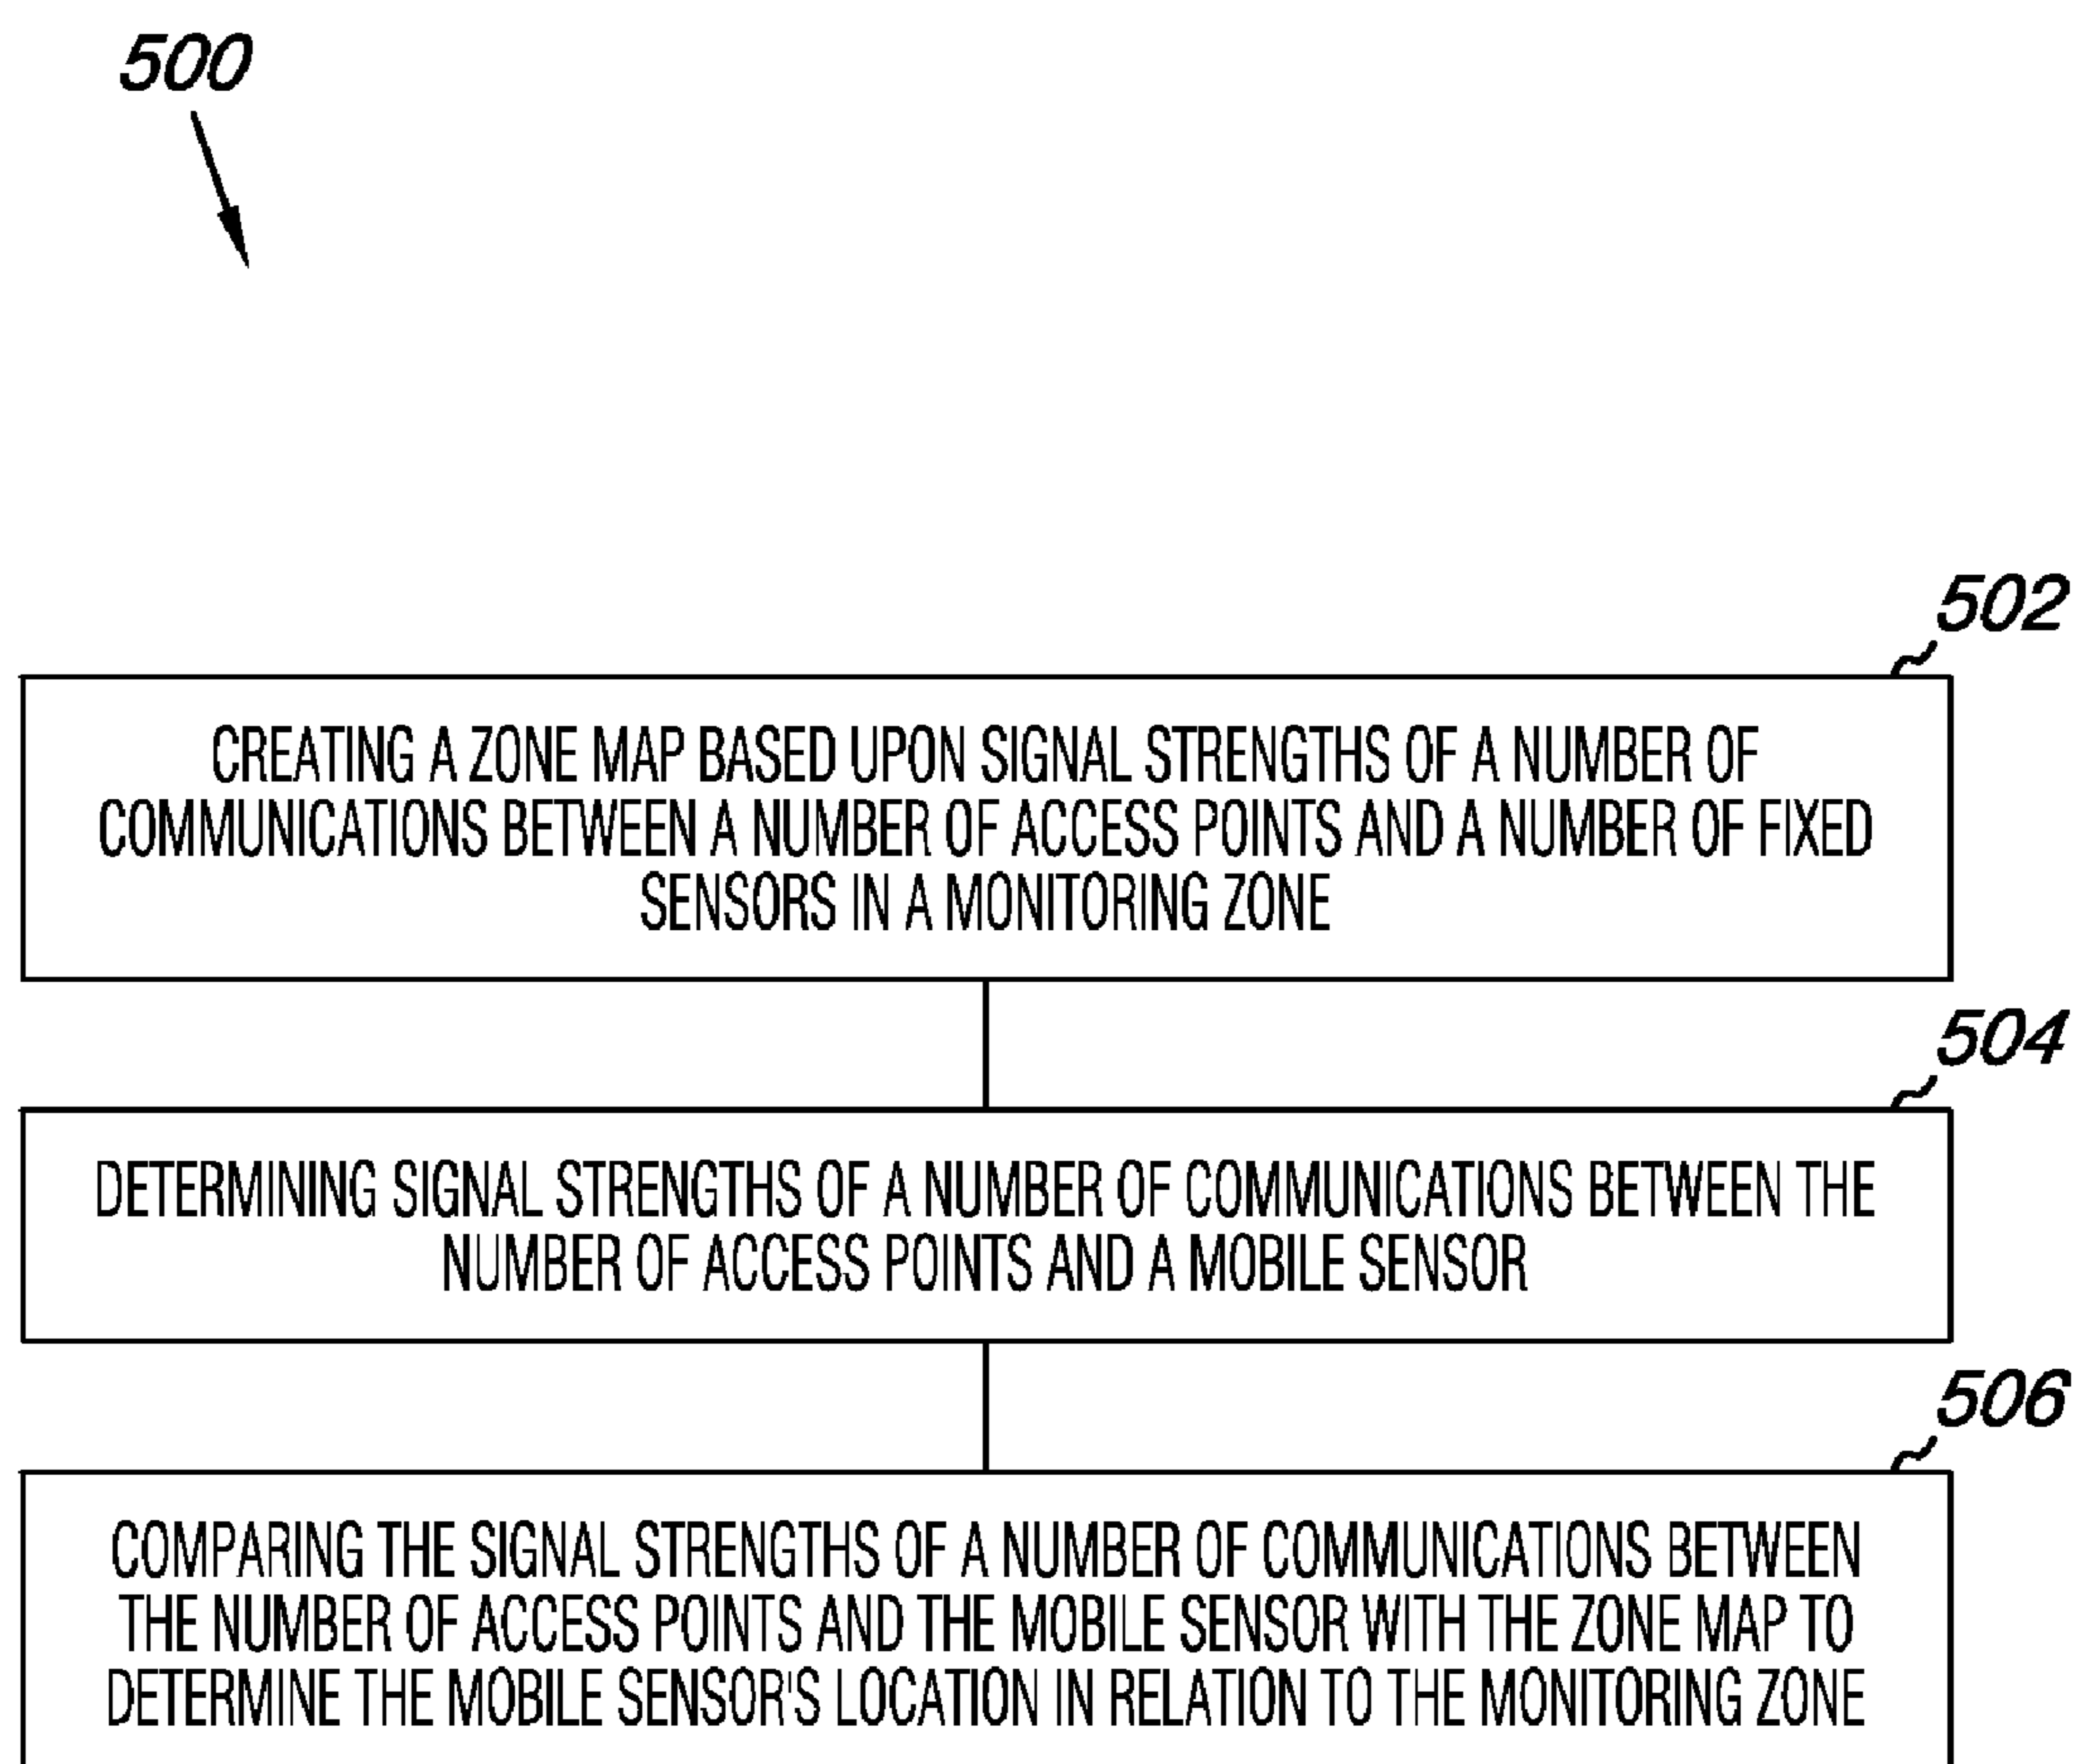 500
502
CREATING A ZONE MAP BASED UPON SIGNAL STRENGTHS OF A NUMBER OF
COMMUNICATIONS BETWEEN A NUMBER OF ACCESS POINTS AND A NUMBER OF FIXED
SENSORS IN A MONITORING ZONE
504
DETERMINING SIGNAL STRENGTHS OF A NUMBER OF COMMUNICATIONS BETWEEN THE
NUMBER OF ACCESS POINTS AND A MOBILE SENSOR
506
COMPARING THE SIGNAL STRENGTHS OF A NUMBER OF COMMUNICATIONS BETWEEN
THE NUMBER OF ACCESS POINTS AND THE MOBILE SENSOR WITH THE ZONE MAP TO
DETERMINE THE MOBILE SENSOR'S LOCATION IN RELATION TO THE MONITORING ZONE